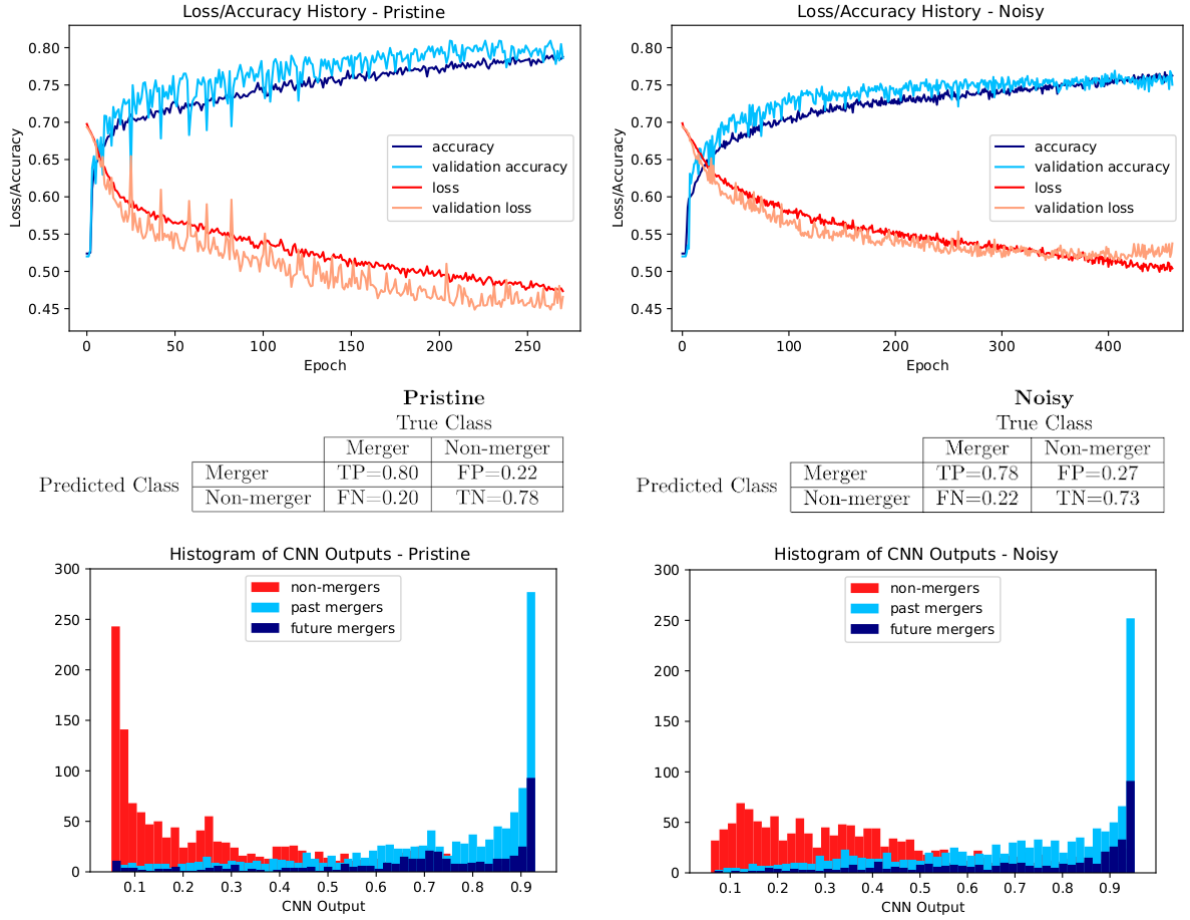 Loss/Accuracy History - Pristine
0.80
0.75
0.70
0.65
0.60
0.55
0.50
0.45
Loss/Accuracy
accuracy
validation accuracy
loss
validation loss
0 50 100 150 200 250
Epoch
Loss/Accuracy History - Noisy
0.80
0.75
0.70
0.65
0.60
0.55
0.50
0.45
Loss/Accuracy
accuracy
validation accuracy
loss
validation loss
0 100 200 300 400
Epoch
Pristine
True Class
Merger Non-merger
Predicted Class
Merger TP=0.80 FP=0.22
Non-merger FN=0.20 TN=0.78
Noisy
True Class
Merger Non-merger
Predicted Class
Merger TP=0.78 FP=0.27
Non-merger FN=0.22 TN=0.73
Histogram of CNN Outputs - Pristine
300
250
200
150
100
50
0
non-mergers
past mergers
future mergers
0.1 0.2 0.3 0.4 0.5 0.6 0.7 0.8 0.9
CNN Output
Histogram of CNN Outputs - Noisy
300
250
200
150
100
50
0
non-mergers
past mergers
future mergers
0.1 0.2 0.3 0.4 0.5 0.6 0.7 0.8 0.9
CNN Output